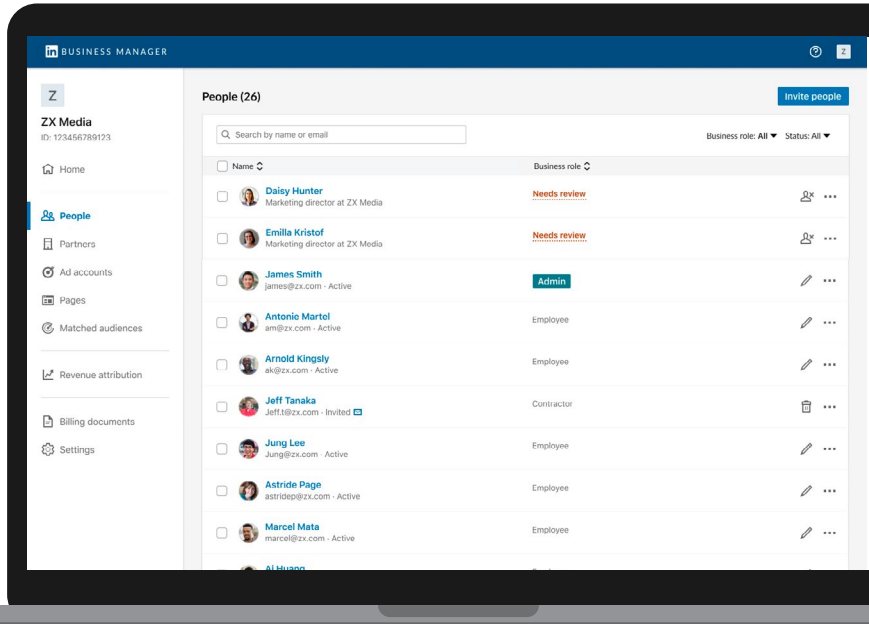 in BUSINESS MANAGER
Z
Z
ZX Media
ID: 123456789123
Home
People
Partners
Ad accounts
Pages
Matched audiences
Revenue attribution
Billing documents
Settings
People (26)
Invite people
Search by name or email
Business role: All Status: All
Name Business role
Daisy Hunter
Marketing director at ZX Media
Needs review
Emilla Kristof
Marketing director at ZX Media
Needs review
James Smith
james@zx.com · Active
Admin
Antonie Martel
am@zx.com · Active
Employee
Arnold Kingsly
ak@zx.com · Active
Employee
Jeff Tanaka
Jeff.t@zx.com · Invited
Contractor
Jung Lee
Jung@zx.com · Active
Employee
Astride Page
astridep@zx.com · Active
Employee
Marcel Mata
marcel@zx.com · Active
Employee
Ai Huang